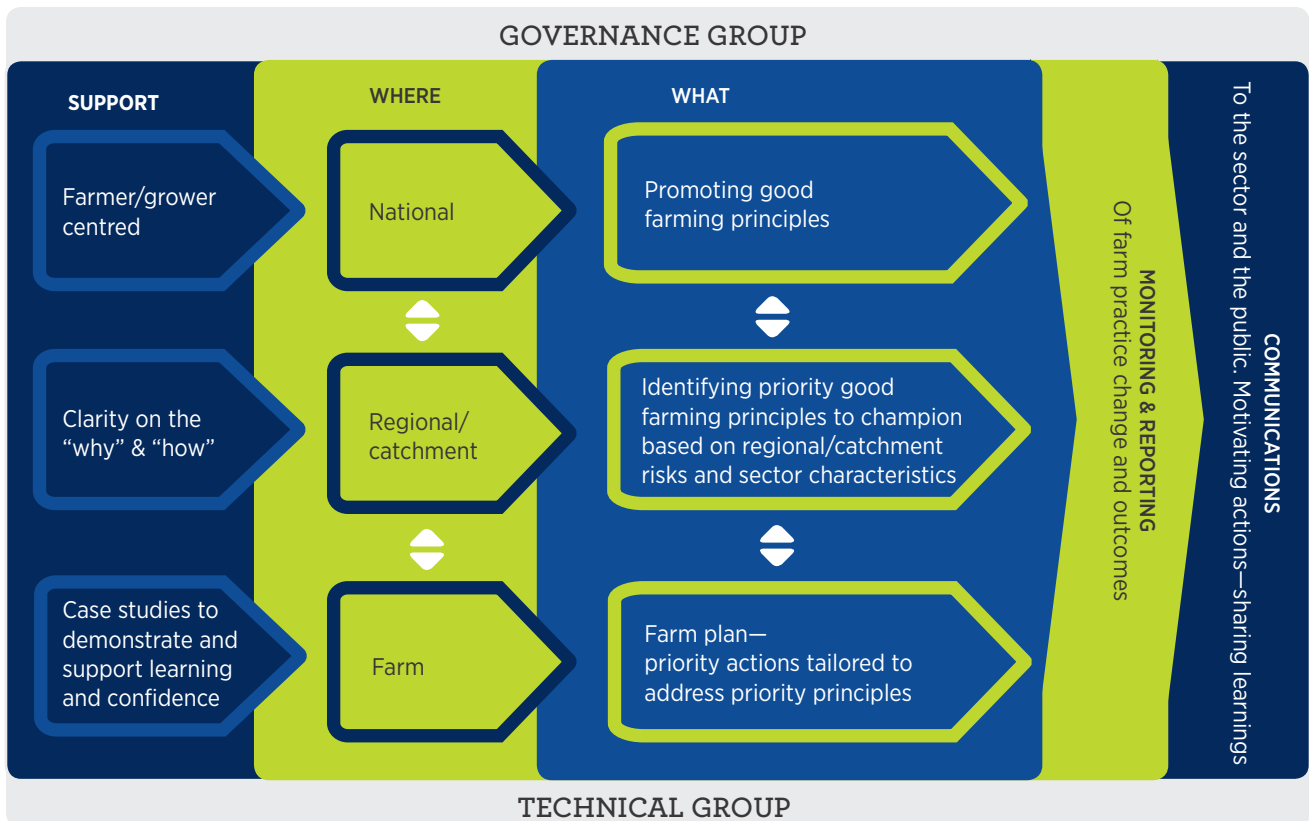 GOVERNANCE GROUP
SUPPORT
Farmer/grower
centred
Clarity on the
“why” & “how”
Case studies to
demonstrate and
support learning
and confidence
WHERE
National
Regional/
catchment
Farm
WHAT
Promoting good
farming principles
Identifying priority good
farming principles to champion
based on regional/catchment
risks and sector characteristics
Farm plan—
priority actions tailored to
address priority principles
MONITORING & REPORTING
Of farm practice change and outcomes
COMMUNICATIONS
To the sector and the public. Motivating actions—sharing learnings
TECHNICAL GROUP